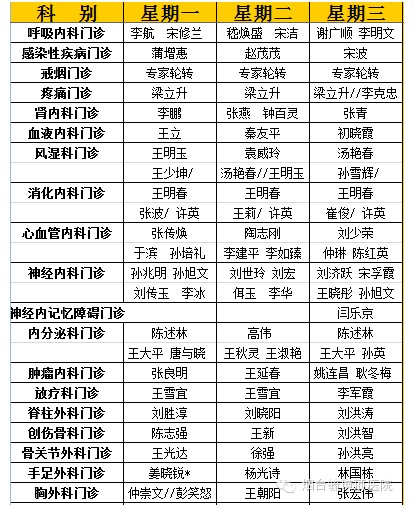 科 别 星期一 星期二 星期三
呼吸内科门诊 李航 宋修兰 嵇焕盛 宋洁 谢广顺 李明文
感染性疾病门诊 蒲增惠 赵茂茂 宋波
戒烟门诊 专家轮转 专家轮转 专家轮转
疼痛门诊 梁立升 梁立升 梁立升//李克忠
肾内科门诊 李鹏 张燕 钟百灵 张青
血液内科门诊 王立 秦友平 初晓霞
风湿科门诊 王明玉 袁威玲 汤艳春
王少坤/ 汤艳春//王明玉 孙雪辉/
消化内科门诊 王明春 王明春 王明春
张波/ 许英 王莉/ 许英 崔俊/ 许英
心血管内科门诊 张传焕 陶志刚 刘少荣
于滨 孙培礼 李建平 李如臻 仲琳 陈红英
神经内科门诊 孙兆明 孙旭文 刘世玲 刘宏 刘济跃 宋孚霞
刘传玉 李冰 侣玉 李华 王晓彤 孙旭文
神经内记忆障碍门诊 闫乐京
内分泌科门诊 陈述林 高伟 陈述林
王大平 唐与晓 王秋灵 王淑艳 王大平 孙英
肿瘤内科门诊 张良明 王延春 姚连昌 耿冬梅
放疗科门诊 王雪宜 王雪宜 李军霞
脊柱外科门诊 刘胜淳 刘晓阳 刘洪涛
创伤骨科门诊 陈志强 王新 刘洪智
骨关节外科门诊 王光达 徐强 孙洪亮
手足外科门诊 姜晓锐* 杨光诗 林国栋
胸外科门诊 仲崇文//彭笑怒 王朝阳 张宏伟